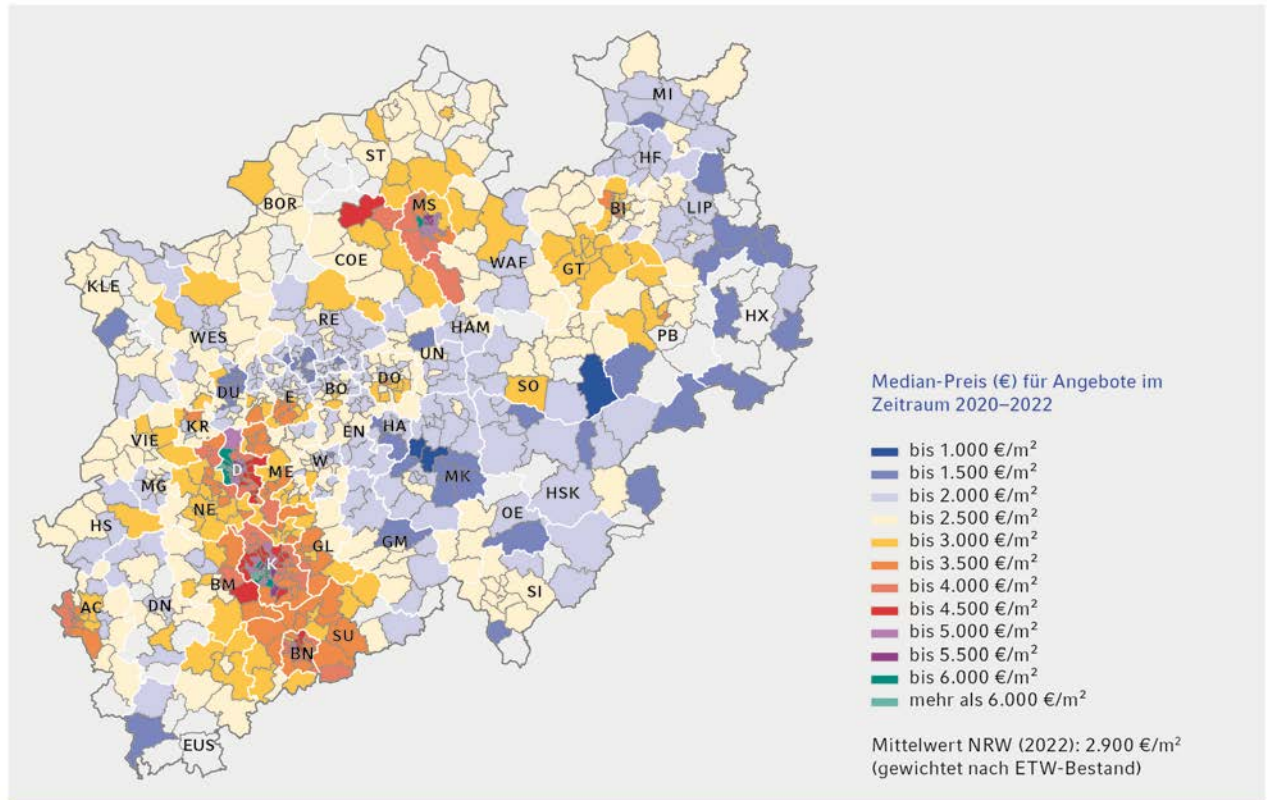 MI
HF
ST
BOR
MS
BI
LIP
COE
WAF
GT
KLE
HX
RE
HAM
WES
PB
UN
DU
BO
DO
SO
E
KR
EN
HA
VIE
D
ME
W
MK
MG
HSK
NE
HS
OE
GM
GL
K
BM
SI
AC
DN
SU
BN
EUS
Median-Preis (€) für Angebote im
Zeitraum 2020–2022
bis 1.000 €/m²
bis 1.500 €/m²
bis 2.000 €/m²
bis 2.500 €/m²
bis 3.000 €/m²
bis 3.500 €/m²
bis 4.000 €/m²
bis 4.500 €/m²
bis 5.000 €/m²
bis 5.500 €/m²
bis 6.000 €/m²
mehr als 6.000 €/m²
Mittelwert NRW (2022): 2.900 €/m²
(gewichtet nach ETW-Bestand)